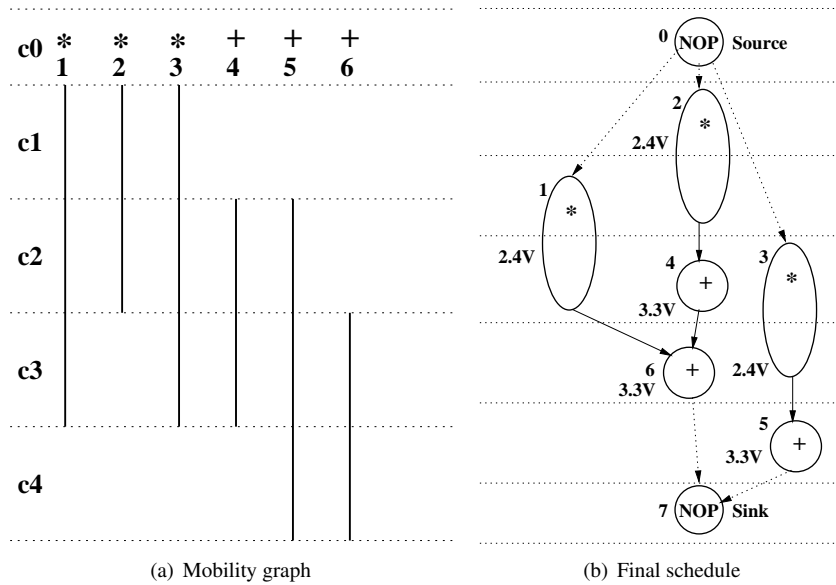 c0 * * * + + +
1 2 3 4 5 6
c1
c2
c3
c4
(a) Mobility graph
0 NOP Source
2
*
2.4V
1
*
2.4V
3
*
4
+
3.3V
2.4V
6
+
3.3V
5
+
3.3V
7 NOP Sink
(b) Final schedule